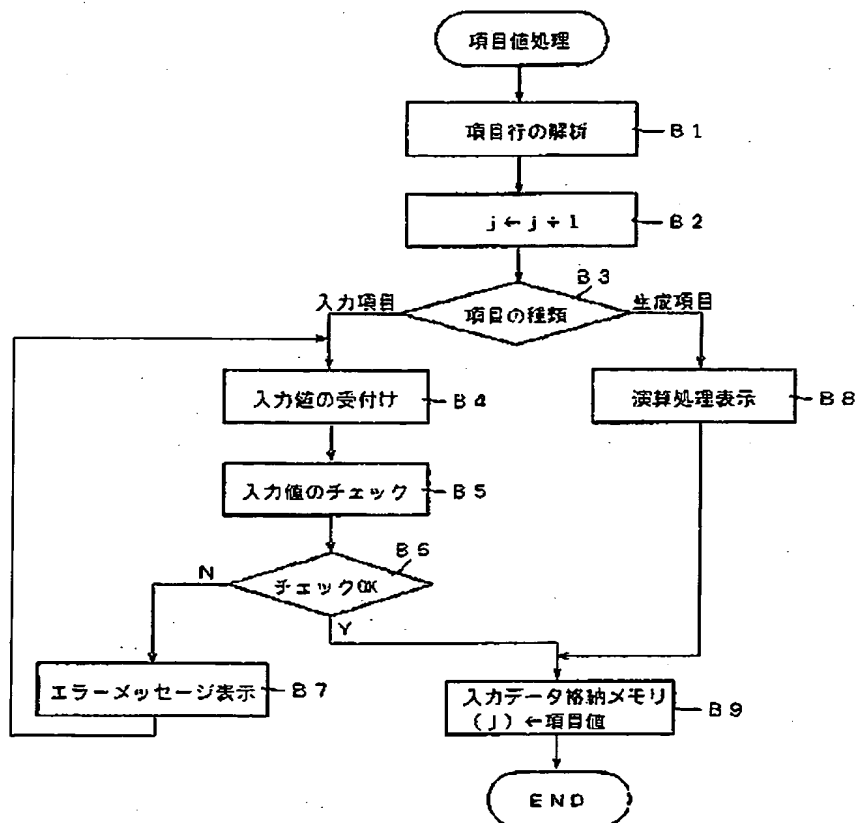 項目値処理
項目行の解析
B1
j←j+1
B2
B3
入力項目
項目の種類
生成項目
入力値の受付け
B4
演算処理表示
B8
入力値のチェック
B5
B6
N
チェックOK
Y
エラーメッセージ表示
B7
入力データ格納メモリ
(J)←項目値
B9
END